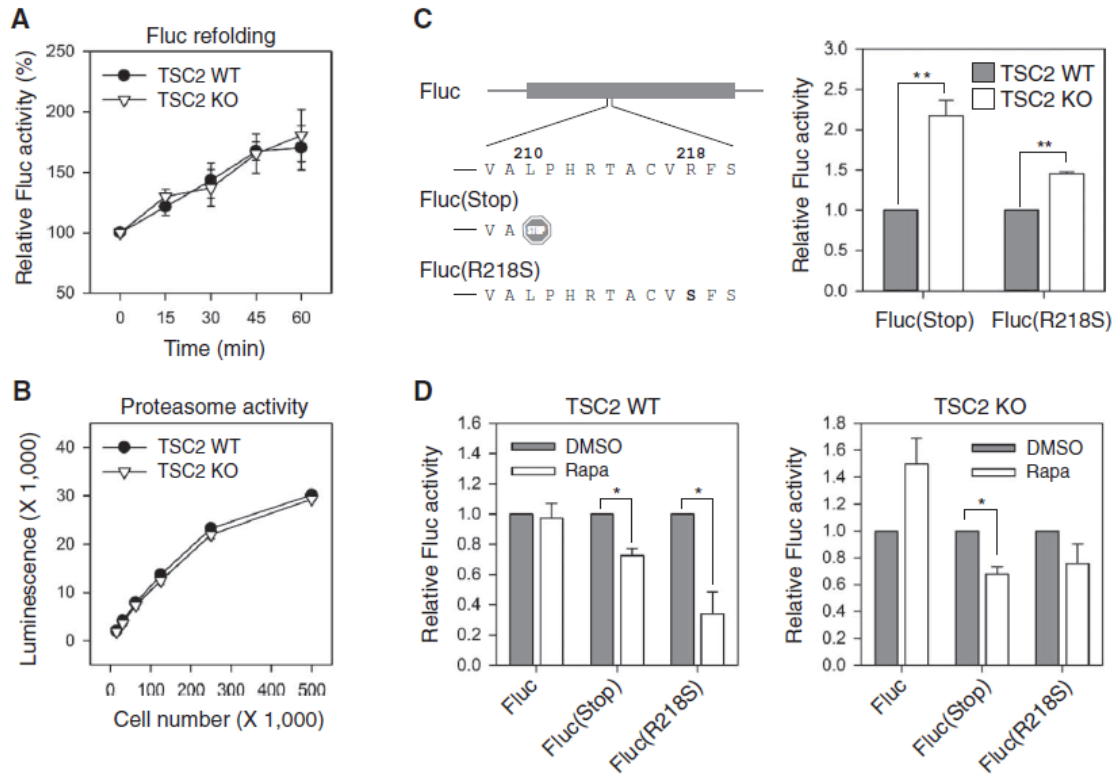 A
Fluc refolding
Relative Fluc activity (%)
250
200
150
100
50
TSC2 WT
TSC2 KO
0 15 30 45 60
Time (min)
B
Proteasome activity
Luminescence (X 1,000)
40
30
20
10
0
TSC2 WT
TSC2 KO
0 100 200 300 400 500
Cell number (X 1,000)
C
Fluc
210 218
V A L P H R T A C V R F S
Fluc(Stop)
V A STOP
Fluc(R218S)
V A L P H R T A C V S F S
Relative Fluc activity
3.0
2.5
2.0
1.5
1.0
0.5
0.0
TSC2 WT
TSC2 KO
**
**
Fluc(Stop) Fluc(R218S)
D
TSC2 WT
Relative Fluc activity
1.6
1.4
1.2
1.0
0.8
0.6
0.4
0.2
0.0
DMSO
Rapa
*
*
Fluc
Fluc(Stop)
Fluc(R218S)
TSC2 KO
Relative Fluc activity
1.6
1.4
1.2
1.0
0.8
0.6
0.4
0.2
0.0
DMSO
Rapa
*
Fluc
Fluc(Stop)
Fluc(R218S)